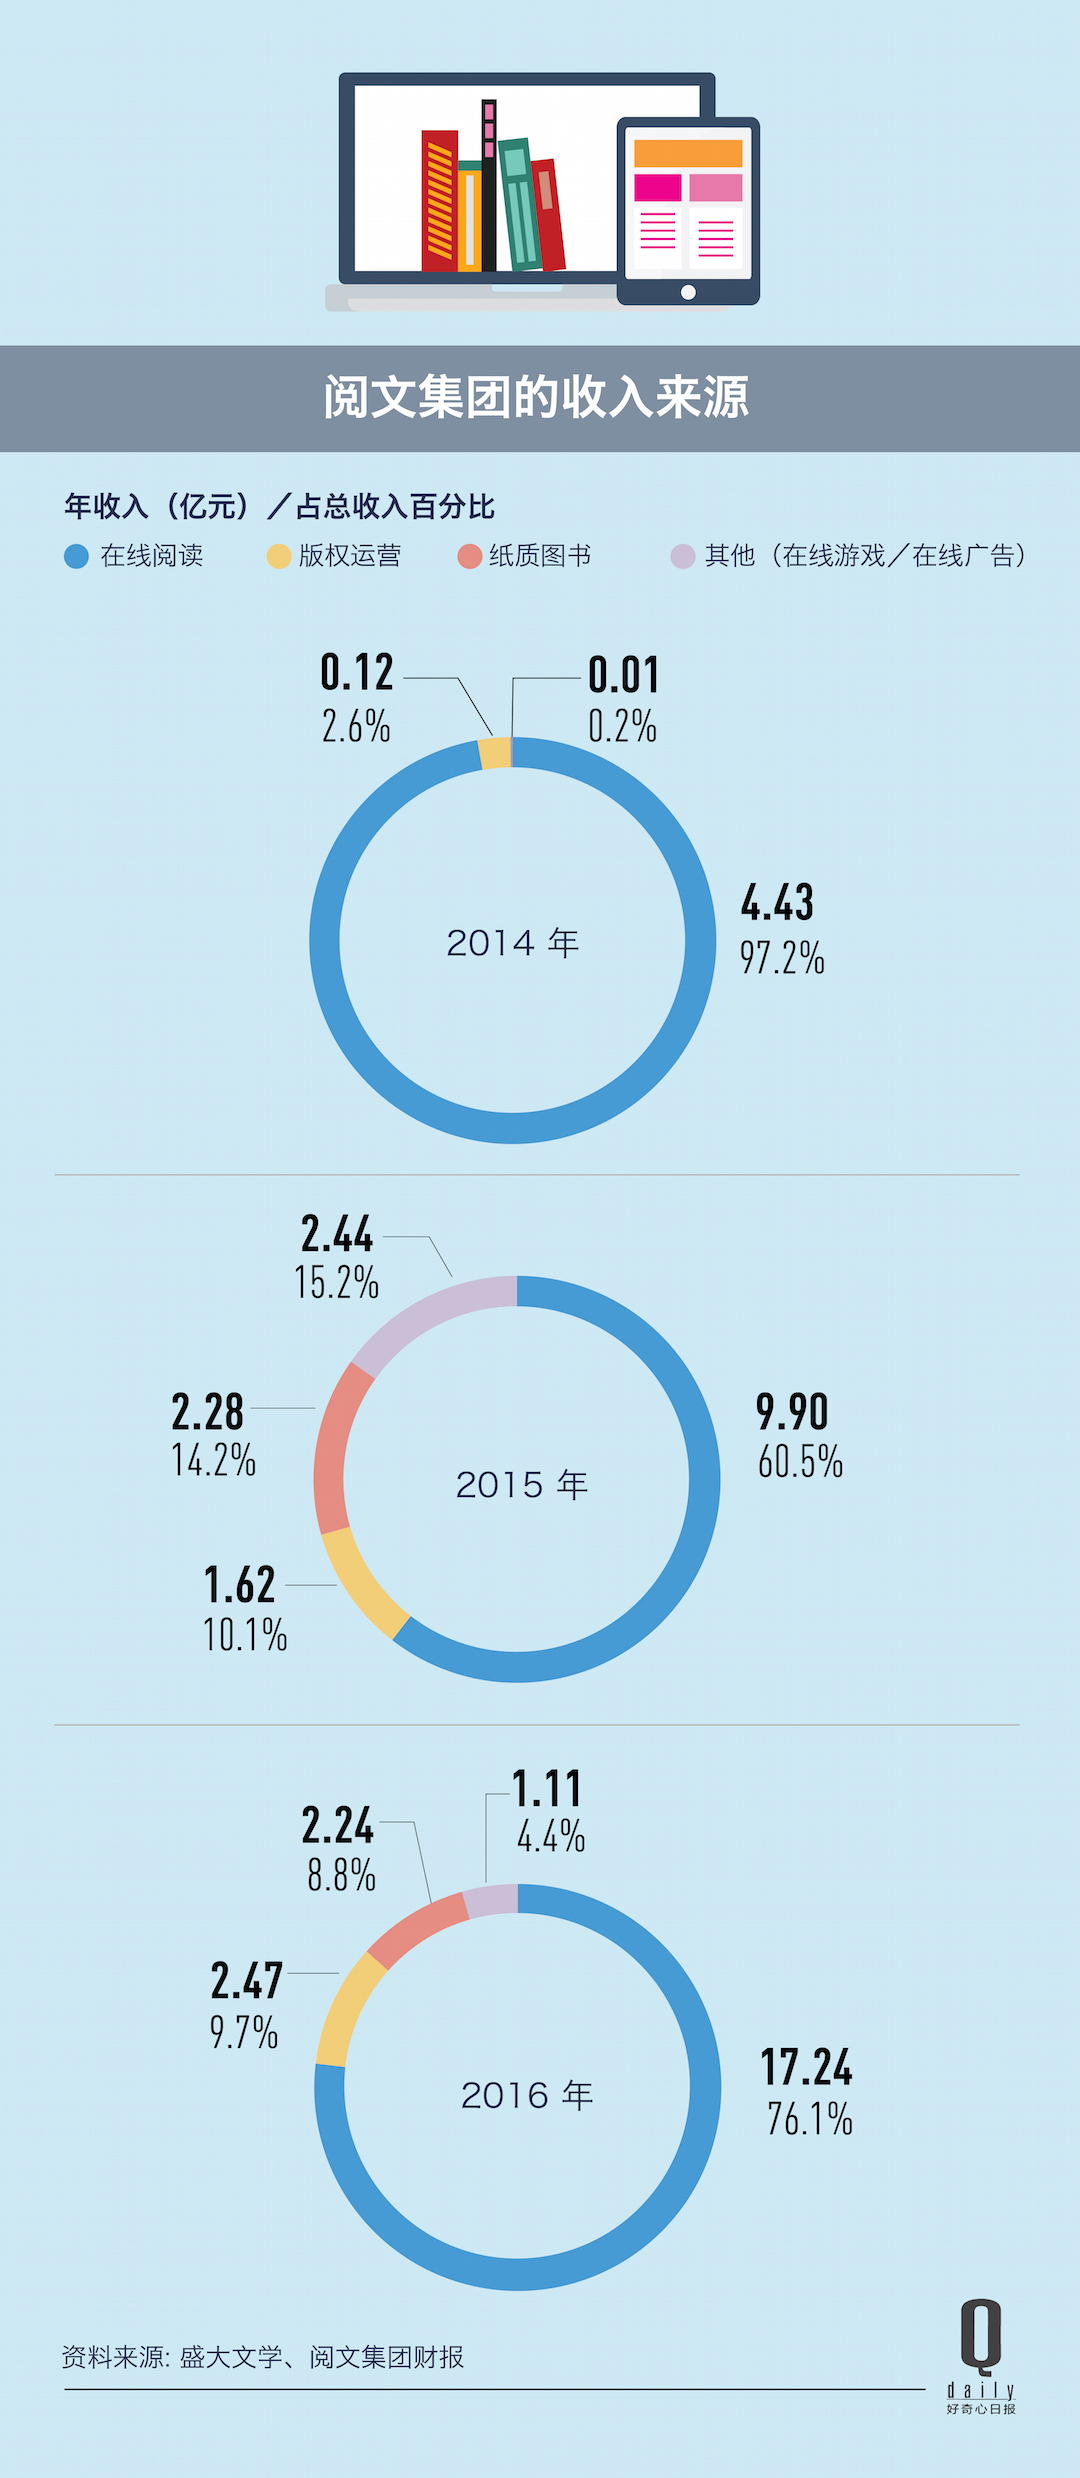 阅文集团的收入来源
年收入（亿元）／占总收入百分比
在线阅读 版权运营 纸质图书 其他（在线游戏／在线广告）
0.12 0.01
2.6% 0.2%
4.43
2014 年
97.2%
2.44
15.2%
2.28 9.90
14.2% 60.5%
2015 年
1.62
10.1%
1.11
2.24 4.4%
8.8%
2.47
9.7%
17.24
2016 年
76.1%
资料来源: 盛大文学、阅文集团财报
Q
daily
好奇心日报